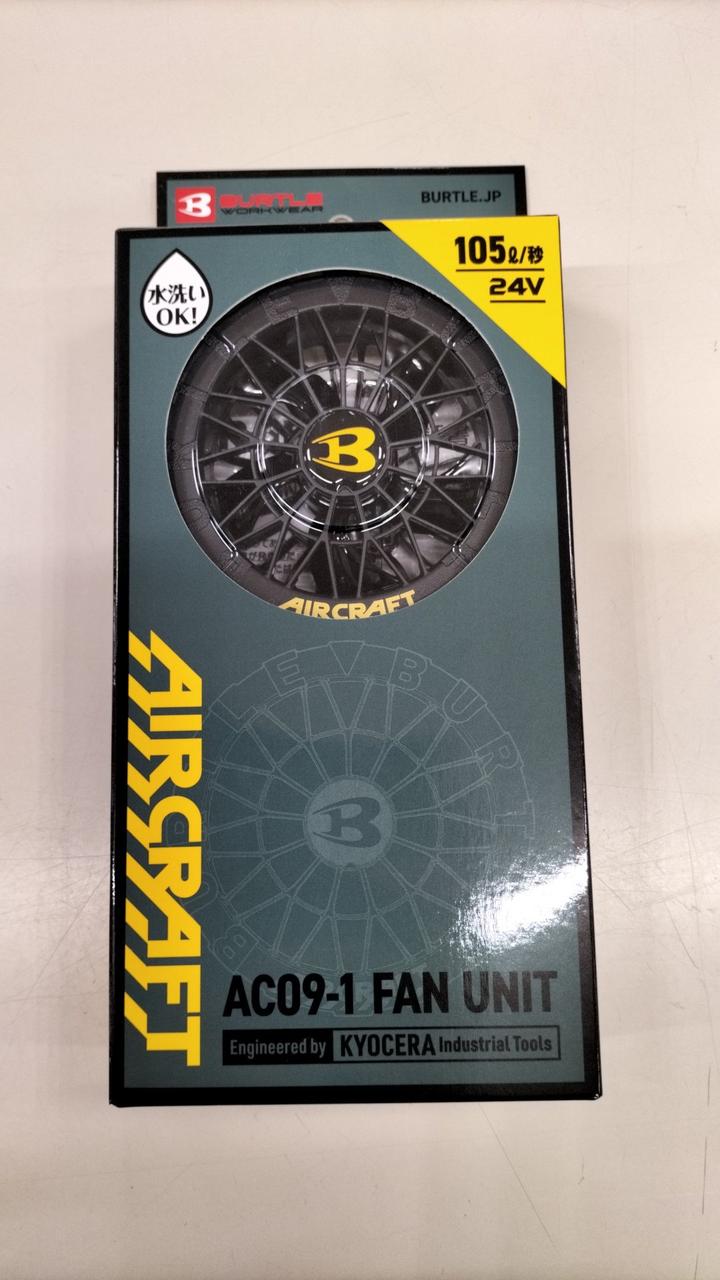 BURTLE
WORKWEAR
BURTLE.JP
水洗い
OK!
105ℓ/秒
24V
B
AIRCRAFT
AIRCRAFT
LEVBURT
B
AC09-1 FAN UNIT
Engineered by KYOCERA Industrial Tools